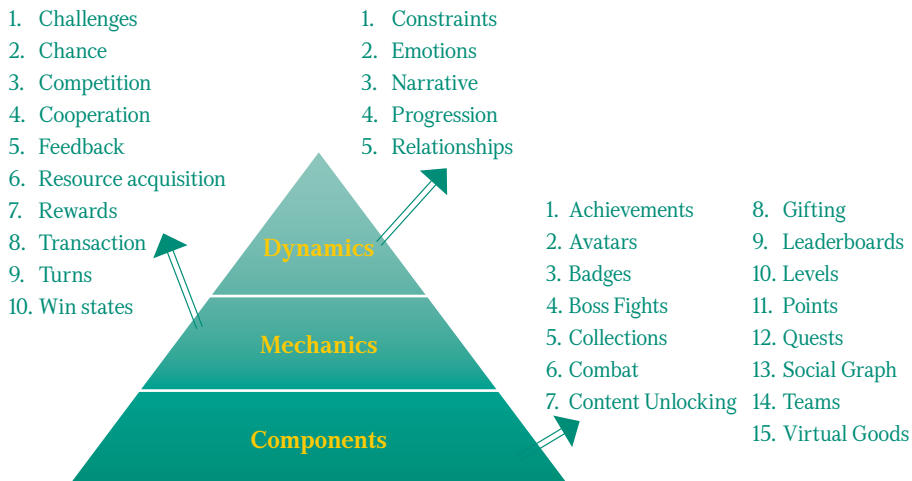 1. Challenges
2. Chance
3. Competition
4. Cooperation
5. Feedback
6. Resource acquisition
7. Rewards
8. Transaction
9. Turns
10. Win states
1. Constraints
2. Emotions
3. Narrative
4. Progression
5. Relationships
Dynamics
Mechanics
Components
1. Achievements
2. Avatars
3. Badges
4. Boss Fights
5. Collections
6. Combat
7. Content Unlocking
8. Gifting
9. Leaderboards
10. Levels
11. Points
12. Quests
13. Social Graph
14. Teams
15. Virtual Goods